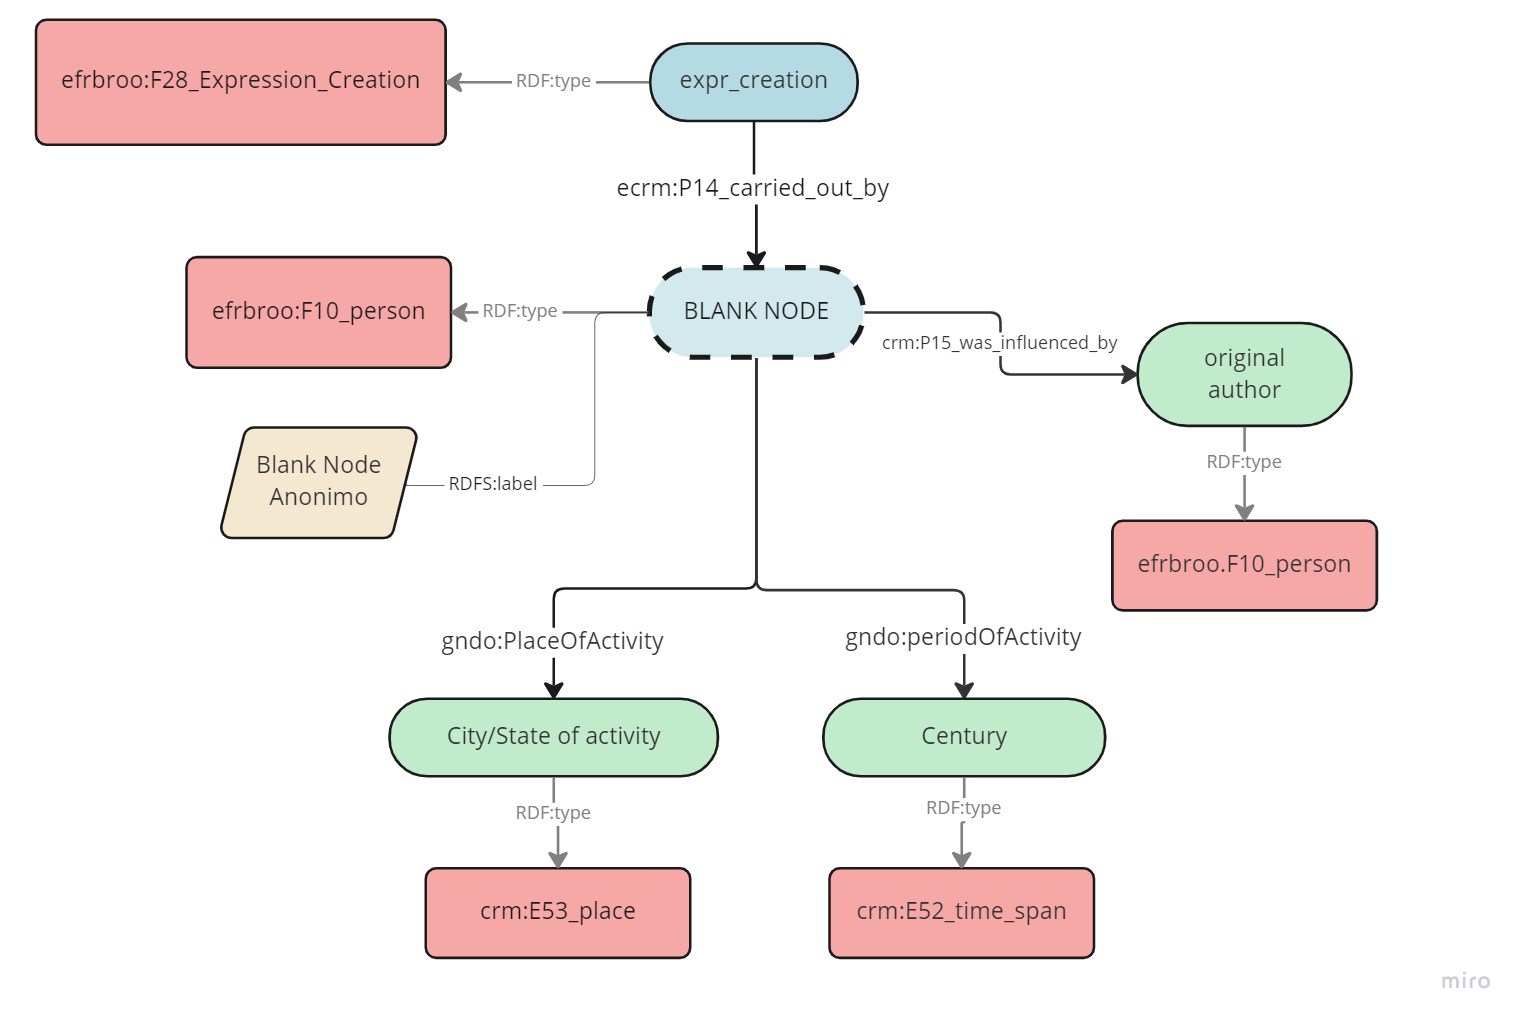 efrbroo:F28_Expression_Creation
RDF:type
expr_creation
ecrm:P14_carried_out_by
efrbroo:F10_person
RDF:type
BLANK NODE
crm:P15_was_influenced_by
original
author
Blank Node
Anonimo
RDFS:label
RDF:type
efrbroo.F10_person
gndo:PlaceOfActivity
gndo:periodOfActivity
City/State of activity
Century
RDF:type
RDF:type
crm:E53_place
crm:E52_time_span
miro